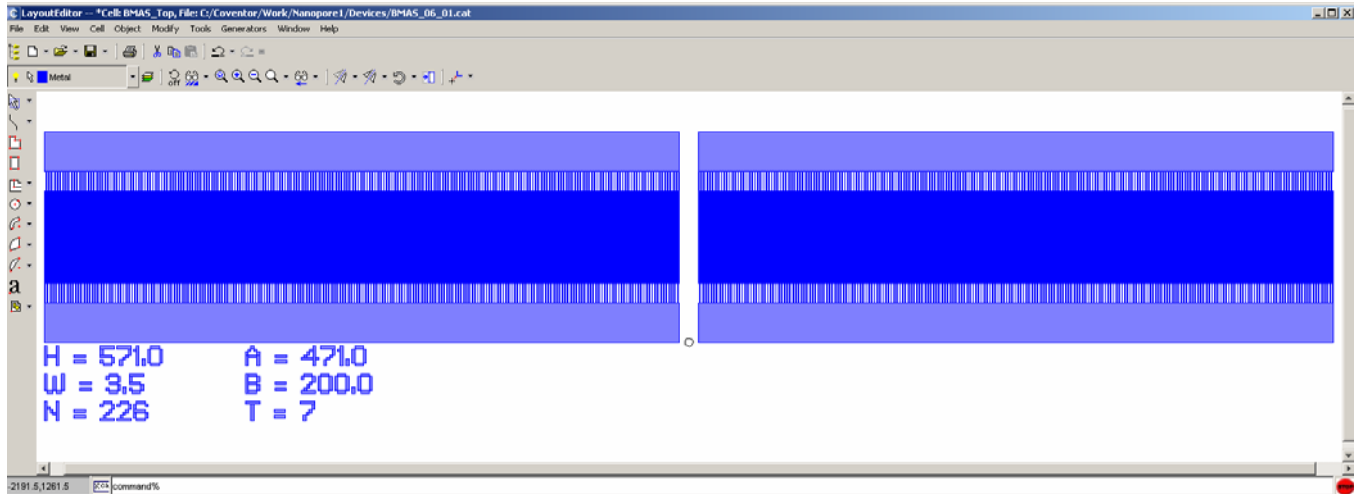 LayoutEditor -- *Cell: BMAS_Top, File: C:/Coventor/Work/Nanopore1/Devices/BMAS_06_01.cat
File Edit View Cell Object Modify Tools Generators Window Help
Metal
off
a
H = 571.0 A = 471.0
W = 3.5 B = 200.0
N = 226 T = 7
-2191.5,1261.5 command%